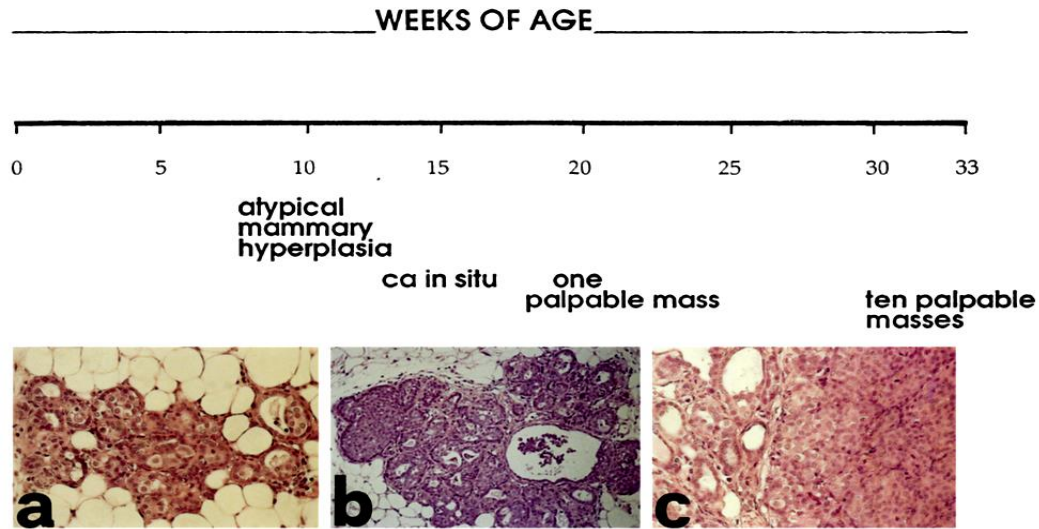 WEEKS OF AGE
0 5 10 15 20 25 30 33
atypical
mammary
hyperplasia
ca in situ one
palpable mass
ten palpable
masses
a b c